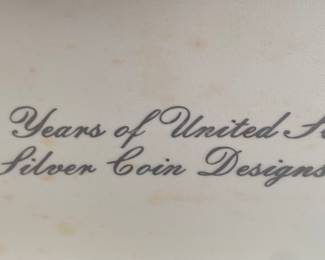 Years of United
Silver Coin Designs